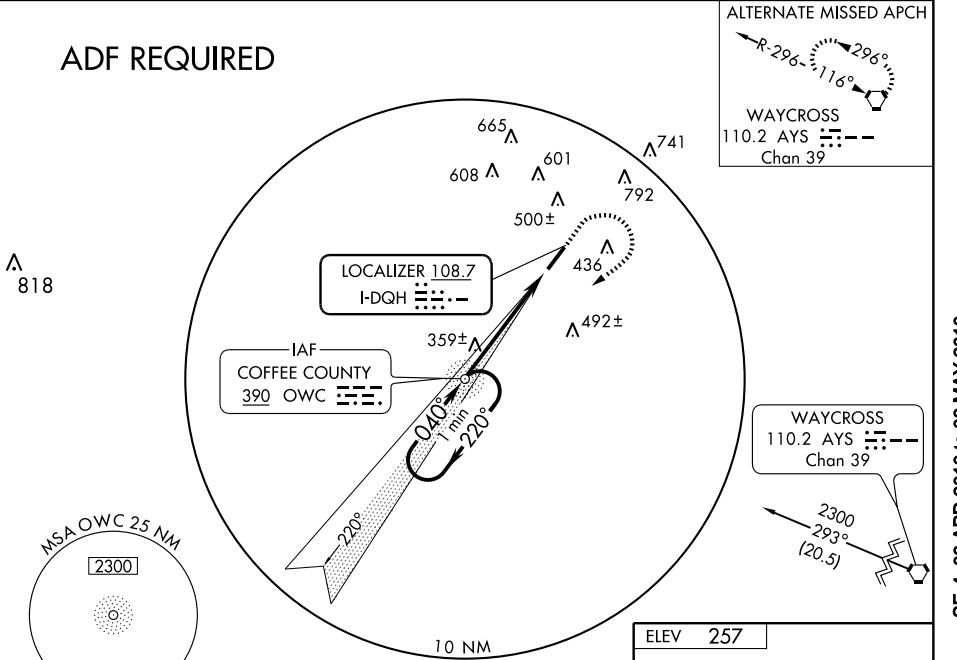 ALTERNATE MISSED APCH
R-296
296°
116°
WAYCROSS
110.2 AYS
Chan 39
ADF REQUIRED
665
741
601
608
792
500±
818
436
LOCALIZER 108.7
I-DQH
492±
359±
IAF
COFFEE COUNTY
390 OWC
040°
1 min
220°
220°
WAYCROSS
110.2 AYS
Chan 39
2300
293°
(20.5)
MSA OWC 25 NM
2300
10 NM
ELEV 257